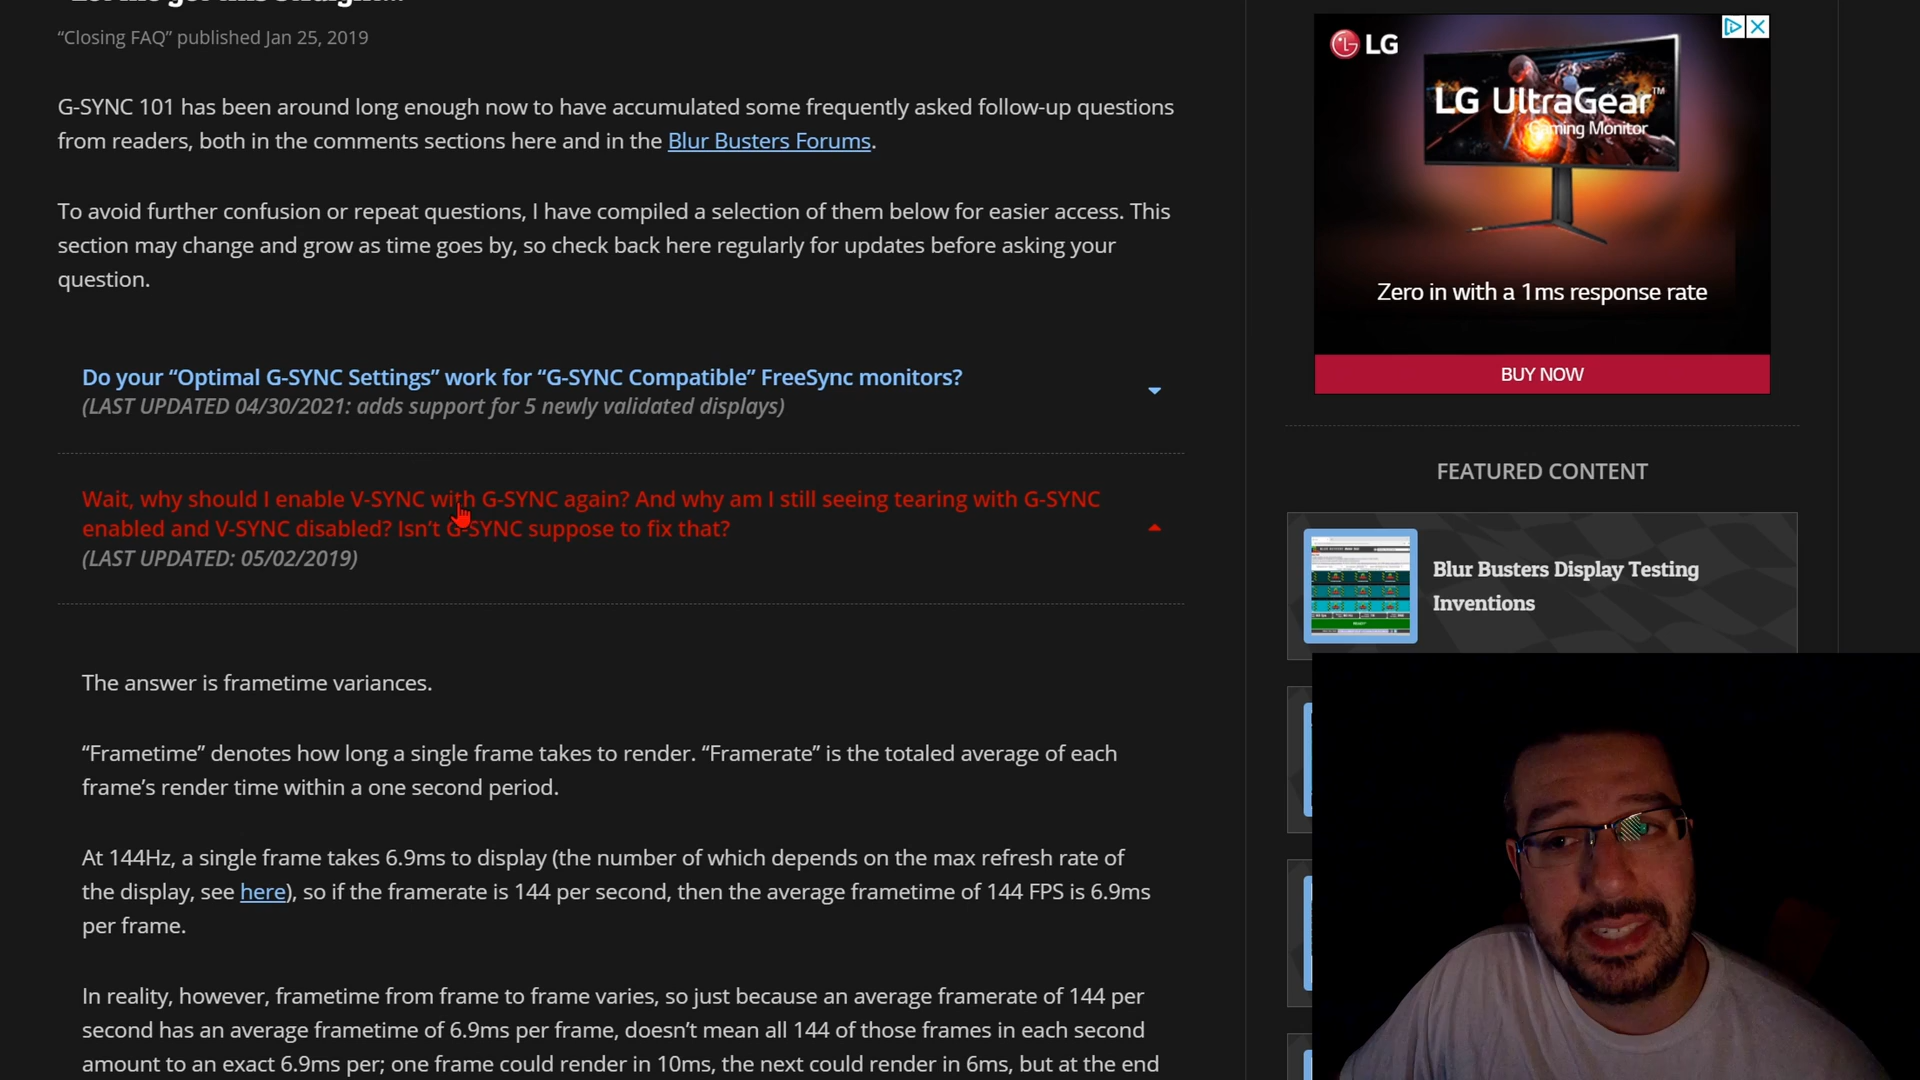 "Closing FAQ" published Jan 25, 2019
G-SYNC 101 has been around long enough now to have accumulated some frequently asked follow-up questions
from readers, both in the comments sections here and in the Blur Busters Forums.
To avoid further confusion or repeat questions, I have compiled a selection of them below for easier access. This
section may change and grow as time goes by, so check back here regularly for updates before asking your
question.
Do your “Optimal G-SYNC Settings” work for “G-SYNC Compatible” FreeSync monitors?
(LAST UPDATED 04/30/2021: adds support for 5 newly validated displays)
Wait, why should I enable V-SYNC with G-SYNC again? And why am I still seeing tearing with G-SYNC
enabled and V-SYNC disabled? Isn’t G-SYNC suppose to fix that?
(LAST UPDATED: 05/02/2019)
The answer is frametime variances.
“Frametime” denotes how long a single frame takes to render. “Framerate” is the totaled average of each
frame’s render time within a one second period.
At 144Hz, a single frame takes 6.9ms to display (the number of which depends on the max refresh rate of
the display, see here), so if the framerate is 144 per second, then the average frametime of 144 FPS is 6.9ms
per frame.
In reality, however, frametime from frame to frame varies, so just because an average framerate of 144 per
second has an average frametime of 6.9ms per frame, doesn’t mean all 144 of those frames in each second
amount to an exact 6.9ms per; one frame could render in 10ms, the next could render in 6ms, but at the end
LG
LG UltraGear™
Gaming Monitor
Zero in with a 1ms response rate
BUY NOW
FEATURED CONTENT
Blur Busters Display Testing
Inventions